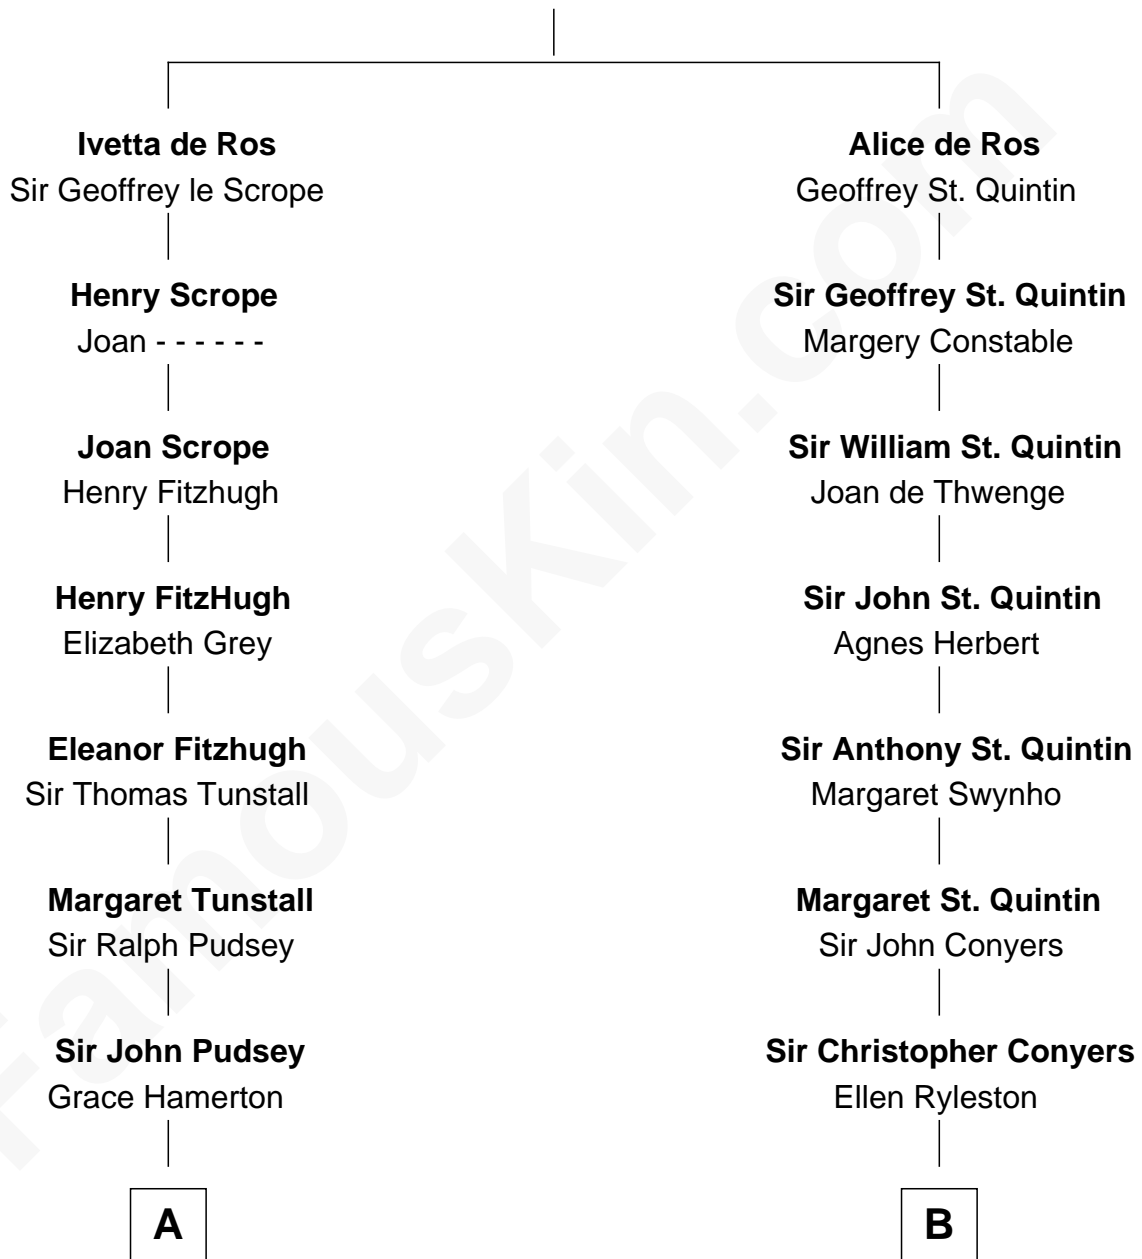 Ivetta de Ros
Sir Geoffrey le Scrope
Henry Scrope
Joan - - - - - -
Joan Scrope
Henry Fitzhugh
Henry FitzHugh
Elizabeth Grey
Eleanor Fitzhugh
Sir Thomas Tunstall
Margaret Tunstall
Sir Ralph Pudsey
Sir John Pudsey
Grace Hamerton
A
Alice de Ros
Geoffrey St. Quintin
Sir Geoffrey St. Quintin
Margery Constable
Sir William St. Quintin
Joan de Thwenge
Sir John St. Quintin
Agnes Herbert
Sir Anthony St. Quintin
Margaret Swynho
Margaret St. Quintin
Sir John Conyers
Sir Christopher Conyers
Ellen Ryleston
B
FamousKin.com